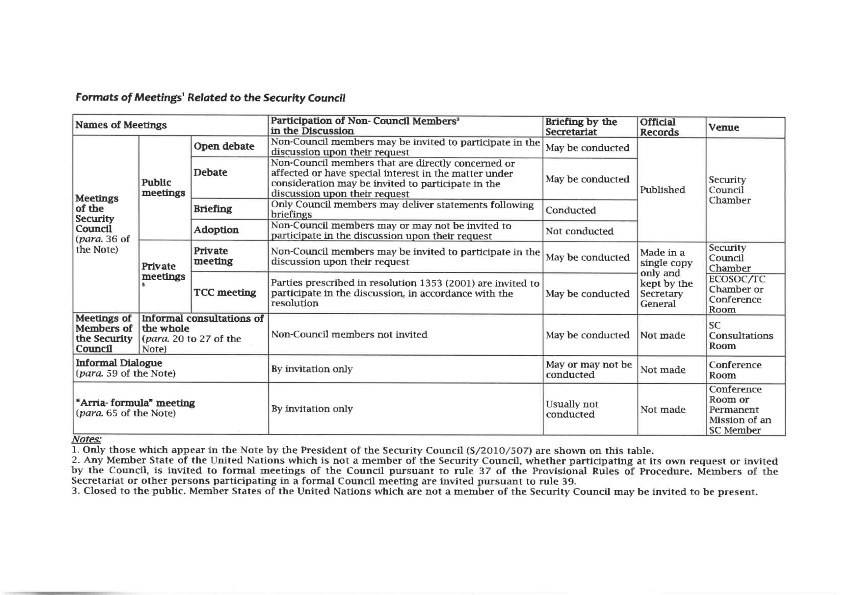 Formats of Meetings¹ Related to the Security Council
Names of Meetings
Participation of Non- Council Members²
in the Discussion
Briefing by the
Secretariat
Official
Records
Venue
Meetings
of the
Security
Council
(para. 36 of
the Note)
Public
meetings
Open debate
Non-Council members may be invited to participate in the
discussion upon their request
May be conducted
Published
Security
Council
Chamber
Debate
Non-Council members that are directly concerned or
affected or have special interest in the matter under
consideration may be invited to participate in the
discussion upon their request
May be conducted
Briefing
Only Council members may deliver statements following
briefings
Conducted
Adoption
Non-Council members may or may not be invited to
participate in the discussion upon their request
Not conducted
Private
meetings
³
Private
meeting
Non-Council members may be invited to participate in the
discussion upon their request
May be conducted
Made in a
single copy
only and
kept by the
Secretary
General
Security
Council
Chamber
TCC meeting
Parties prescribed in resolution 1353 (2001) are invited to
participate in the discussion, in accordance with the
resolution
May be conducted
ECOSOC/TC
Chamber or
Conference
Room
Meetings of
Members of
the Security
Council
Informal consultations of
the whole
(para. 20 to 27 of the
Note)
Non-Council members not invited
May be conducted
Not made
SC
Consultations
Room
Informal Dialogue
(para. 59 of the Note)
By invitation only
May or may not be
conducted
Not made
Conference
Room
"Arria- formula" meeting
(para. 65 of the Note)
By invitation only
Usually not
conducted
Not made
Conference
Room or
Permanent
Mission of an
SC Member
Notes:
1. Only those which appear in the Note by the President of the Security Council (S/2010/507) are shown on this table.
2. Any Member State of the United Nations which is not a member of the Security Council, whether participating at its own request or invited
by the Council, is invited to formal meetings of the Council pursuant to rule 37 of the Provisional Rules of Procedure. Members of the
Secretariat or other persons participating in a formal Council meeting are invited pursuant to rule 39.
3. Closed to the public. Member States of the United Nations which are not a member of the Security Council may be invited to be present.